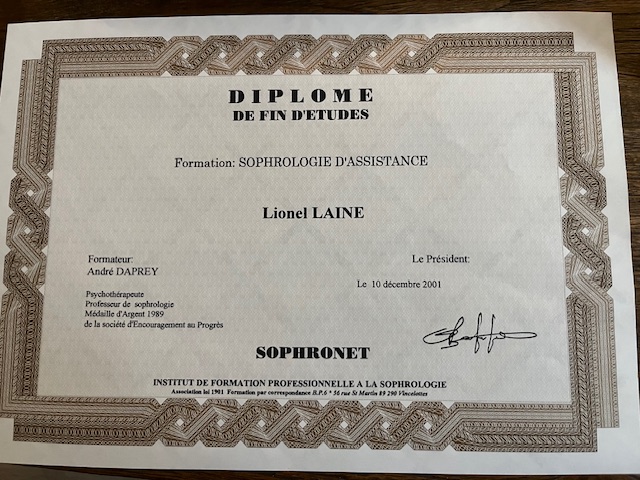 DIPLOME
DE FIN D'ETUDES
Formation: SOPHROLOGIE D'ASSISTANCE
Lionel LAINE
Formateur:
André DAPREY
Psychothérapeute
Professeur de sophrologie
Médaille d'Argent 1989
de la société d'Encouragement au Progrès
Le Président:
Le 10 décembre 2001
SOPHRONET
INSTITUT DE FORMATION PROFESSIONNELLE A LA SOPHROLOGIE
Association loi 1901 Formation par correspondance B.P.6 * 56 rue St Martin 89 290 Vincelottes